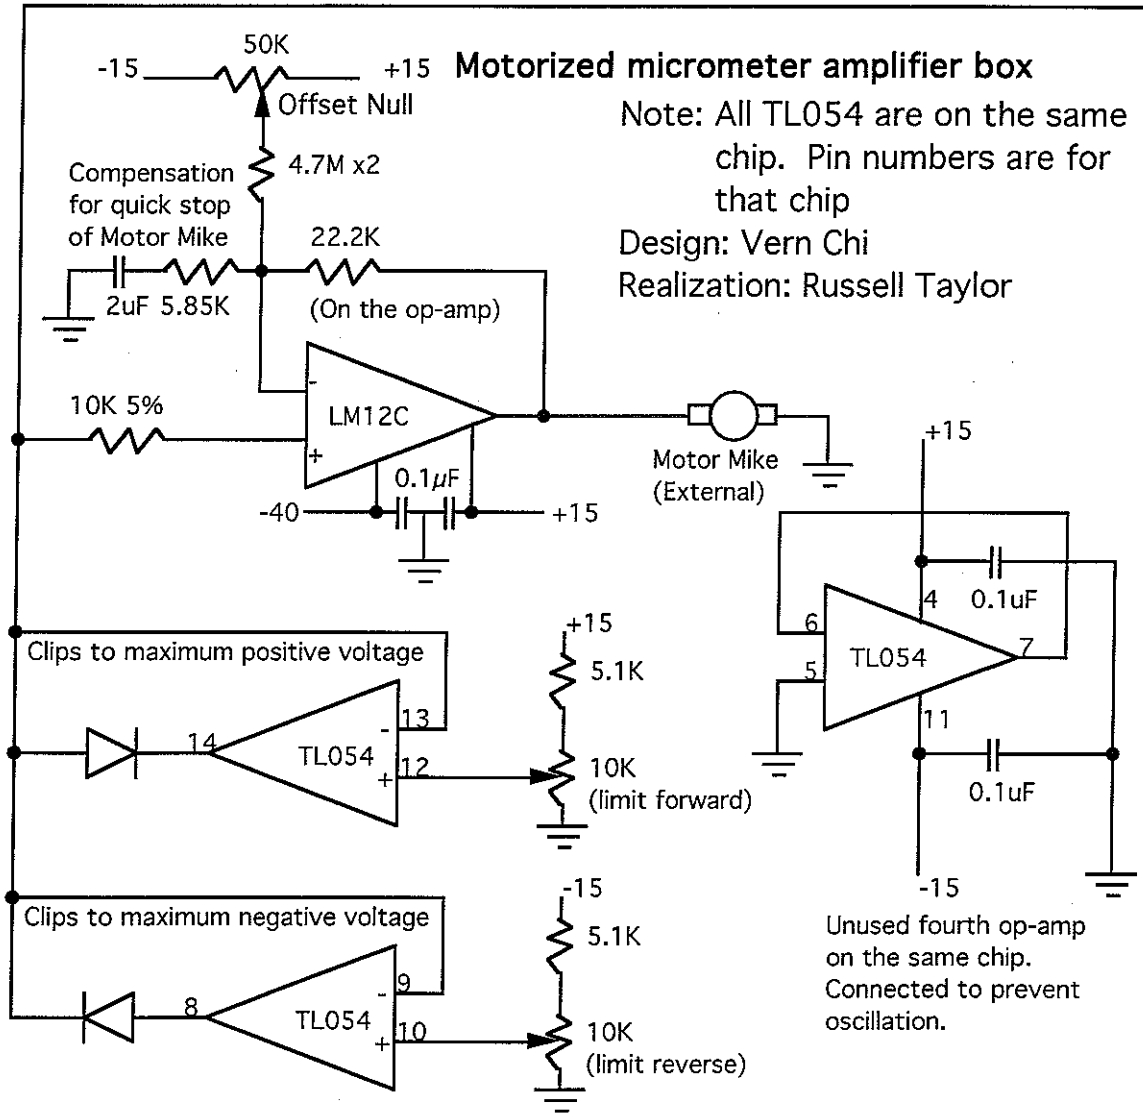 50K
-15
+15
Motorized micrometer amplifier box
Offset Null
Note: All TL054 are on the same
chip. Pin numbers are for
that chip
Design: Vern Chi
Realization: Russell Taylor
4.7M x2
Compensation
for quick stop
of Motor Mike
22.2K
2uF 5.85K
(On the op-amp)
-
LM12C
+
10K 5%
0.1µF
-40
+15
Motor Mike
(External)
+15
4
0.1uF
6
5
TL054
7
11
0.1uF
-15
Unused fourth op-amp
on the same chip.
Connected to prevent
oscillation.
Clips to maximum positive voltage
+15
5.1K
14
TL054
-
13
+
12
10K
(limit forward)
Clips to maximum negative voltage
-15
5.1K
8
TL054
-
9
+
10
10K
(limit reverse)